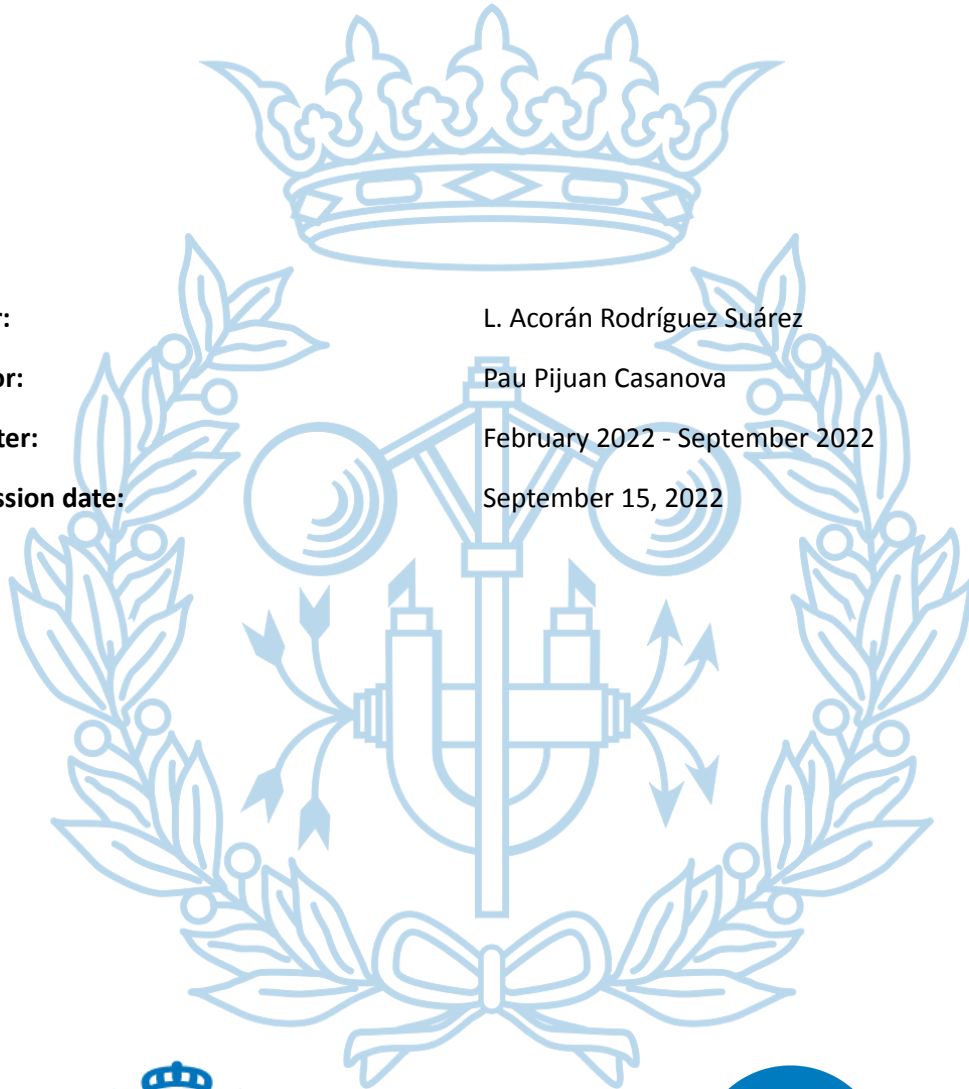 r: L. Acorán Rodríguez Suárez
or: Pau Pijuan Casanova
ter: February 2022 - September 2022
ssion date: September 15, 2022